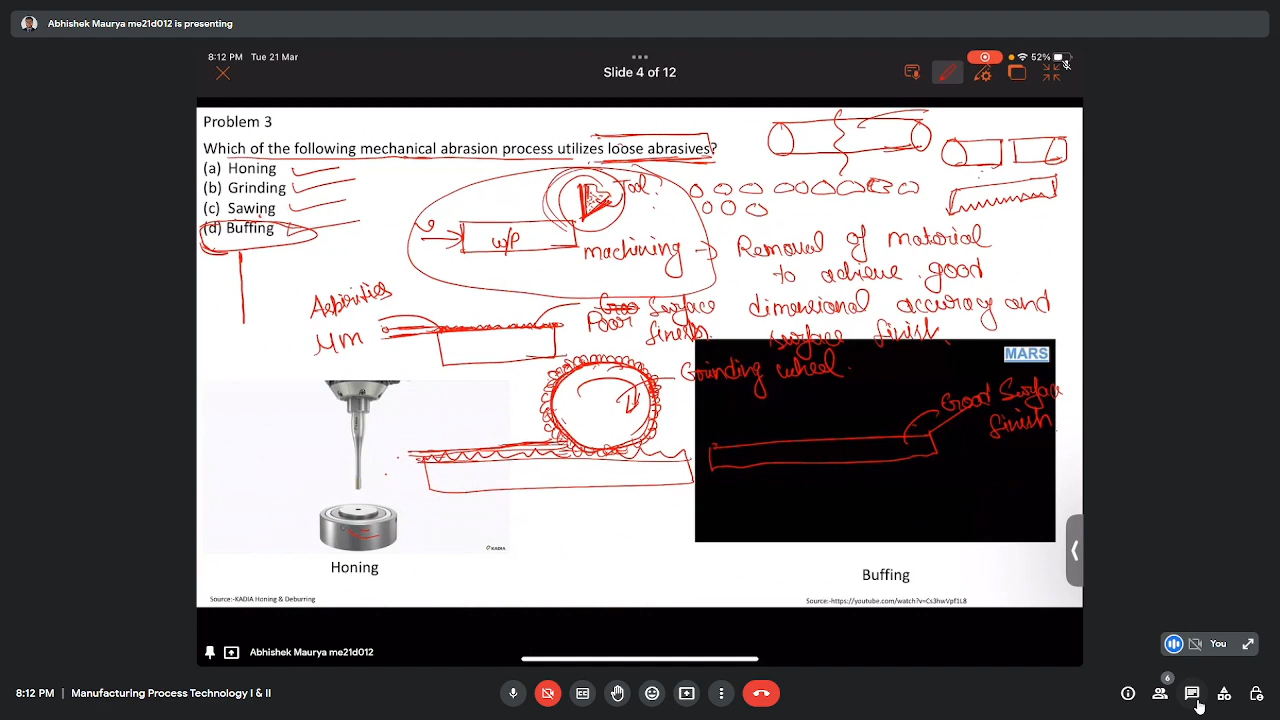 Abhishek Maurya me21d012 is presenting
8:12 PM Tue 21 Mar
52%
Slide 4 of 12
Problem 3
Which of the following mechanical abrasion process utilizes loose abrasives?
(a) Honing
(b) Grinding
(c) Sawing
(d) Buffing
Tool
w/P
machining → Removal of material
to achieve good
dimensional accuracy and
surface finish.
μm
Poor Surface
finish.
Grinding wheel.
MARS
Good Surface
finish
©KADIA
Honing
Buffing
Source:-KADIA Honing & Deburring
Source:-https://youtube.com/watch?v=Cs3hwVpf1L8
Abhishek Maurya me21d012
You
8:12 PM | Manufacturing Process Technology I & II
6